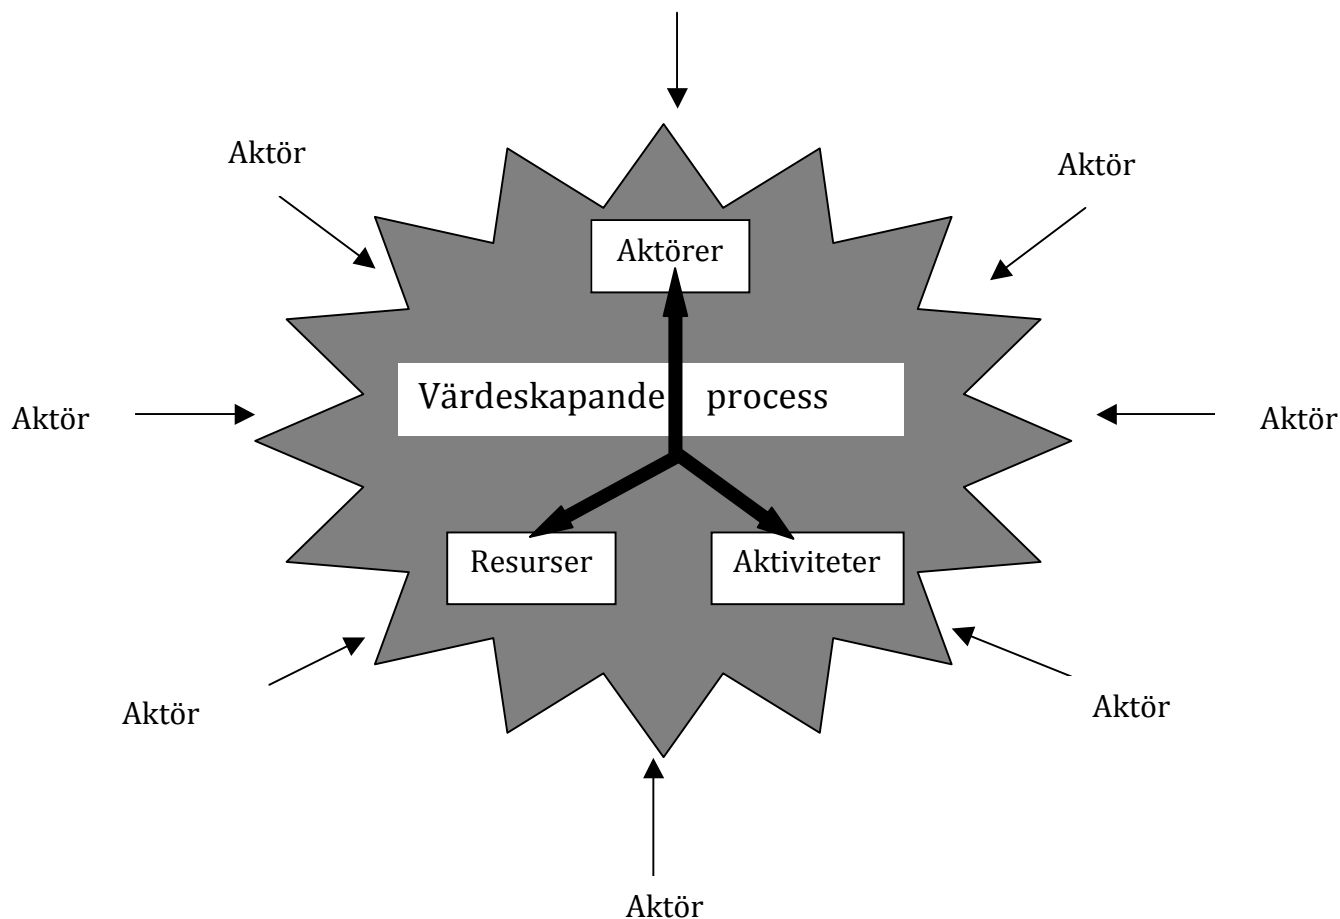 Aktör
Aktör
Aktörer
Värdeskapande process
Aktör
Aktör
Resurser
Aktiviteter
Aktör
Aktör
Aktör